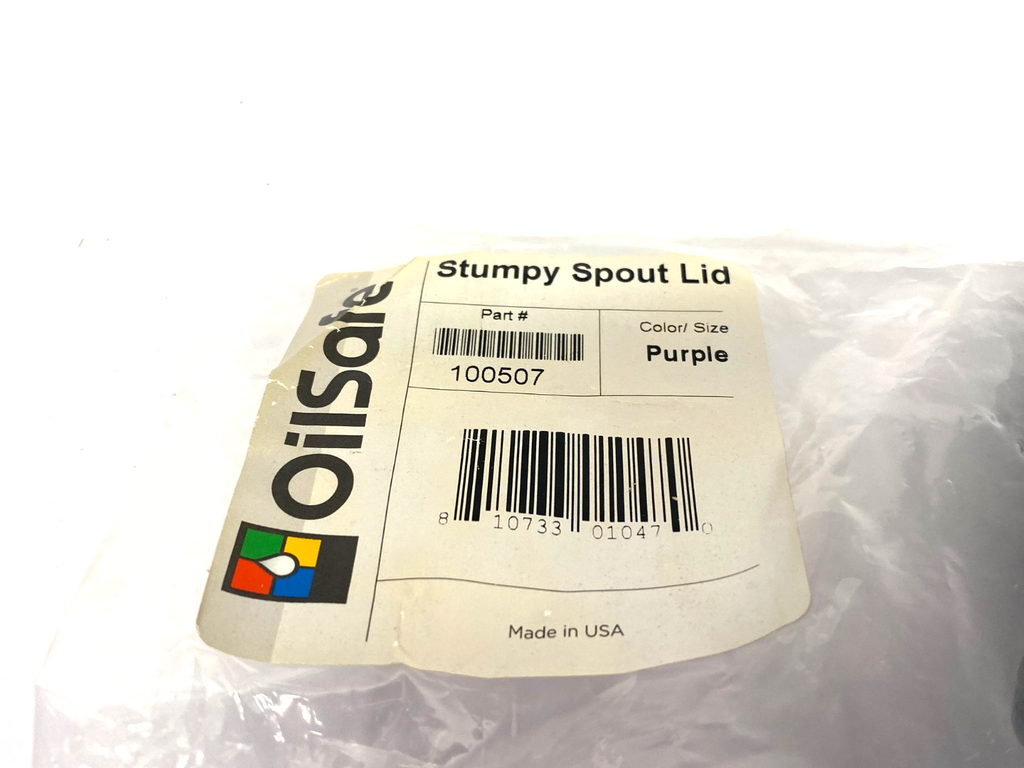 Stumpy Spout Lid
OilSafe
Part #
100507
Color/ Size
Purple
8 10733 01047 0
Made in USA